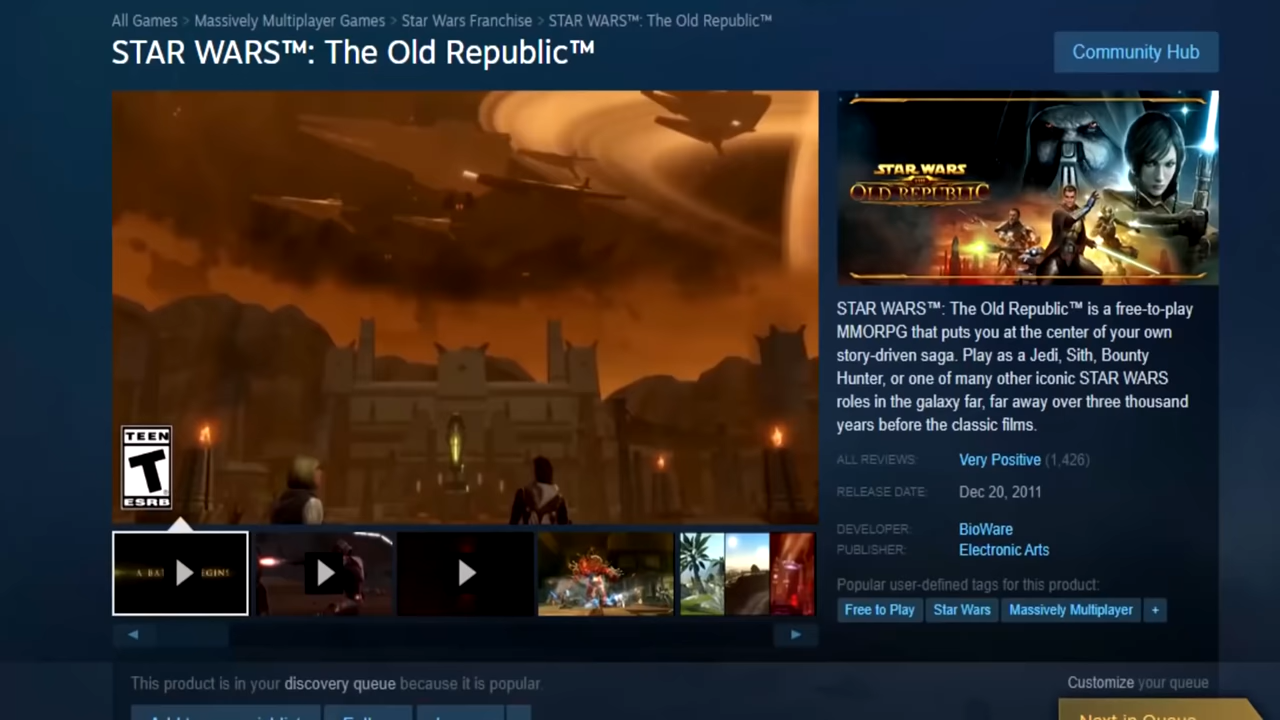 All Games > Massively Multiplayer Games > Star Wars Franchise > STAR WARS™: The Old Republic™
STAR WARS™: The Old Republic™
Community Hub
STAR WARS
THE
OLD REPUBLIC
STAR WARS™: The Old Republic™ is a free-to-play
MMORPG that puts you at the center of your own
story-driven saga. Play as a Jedi, Sith, Bounty
Hunter, or one of many other iconic STAR WARS
roles in the galaxy far, far away over three thousand
years before the classic films.
TEEN
T
ESRB
ALL REVIEWS: Very Positive (1,426)
RELEASE DATE: Dec 20, 2011
DEVELOPER: BioWare
PUBLISHER: Electronic Arts
Popular user-defined tags for this product:
Free to Play Star Wars Massively Multiplayer +
This product is in your discovery queue because it is popular
Customize your queue
Next in Queue